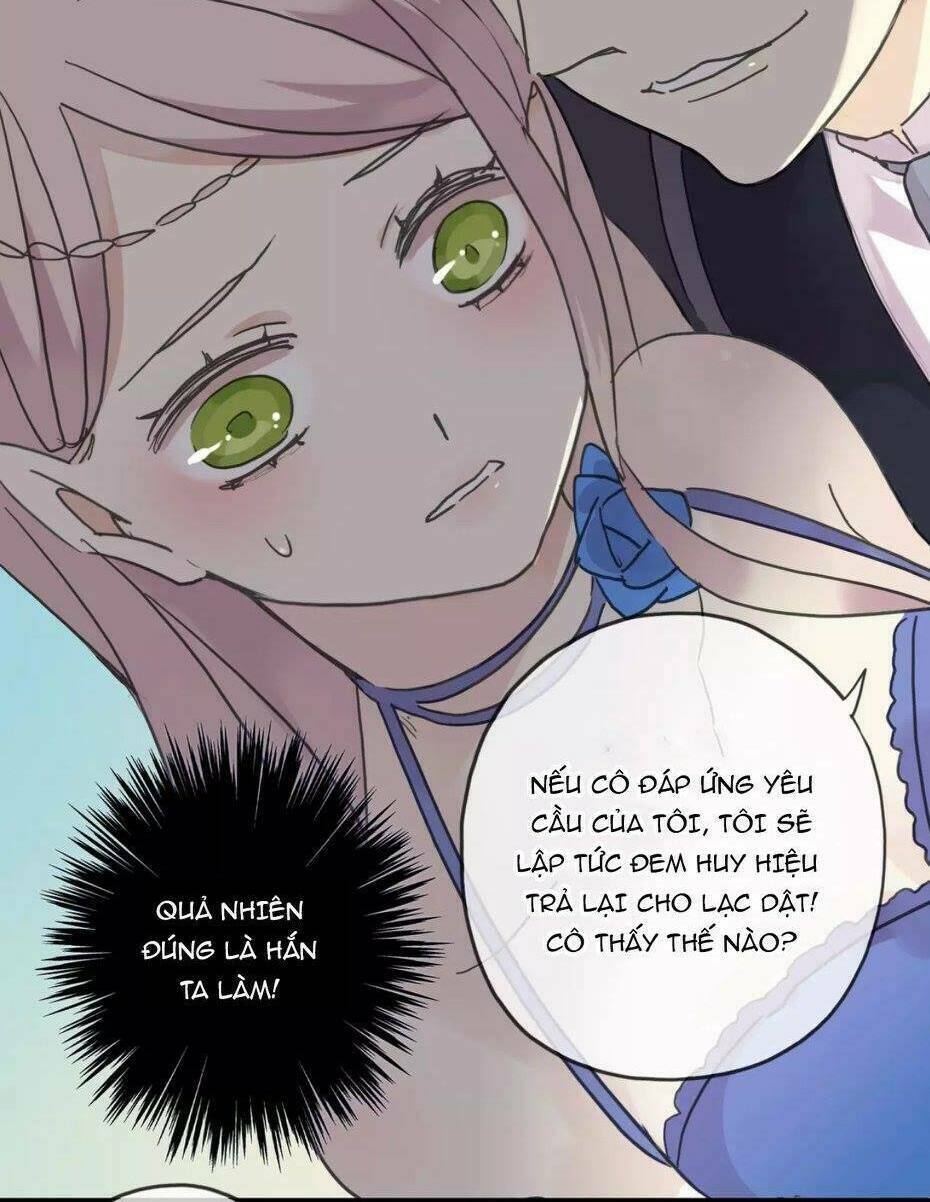 NẾU CÔ ĐÁP ỨNG YÊU
CẦU CỦA TÔI, TÔI SẼ
LẬP TỨC ĐEM HUY HIỆU
TRẢ LẠI CHO LẠC DẬT!
CÔ THẤY THẾ NÀO?
QUẢ NHIÊN
ĐÚNG LÀ HẮN
TA LÀM!